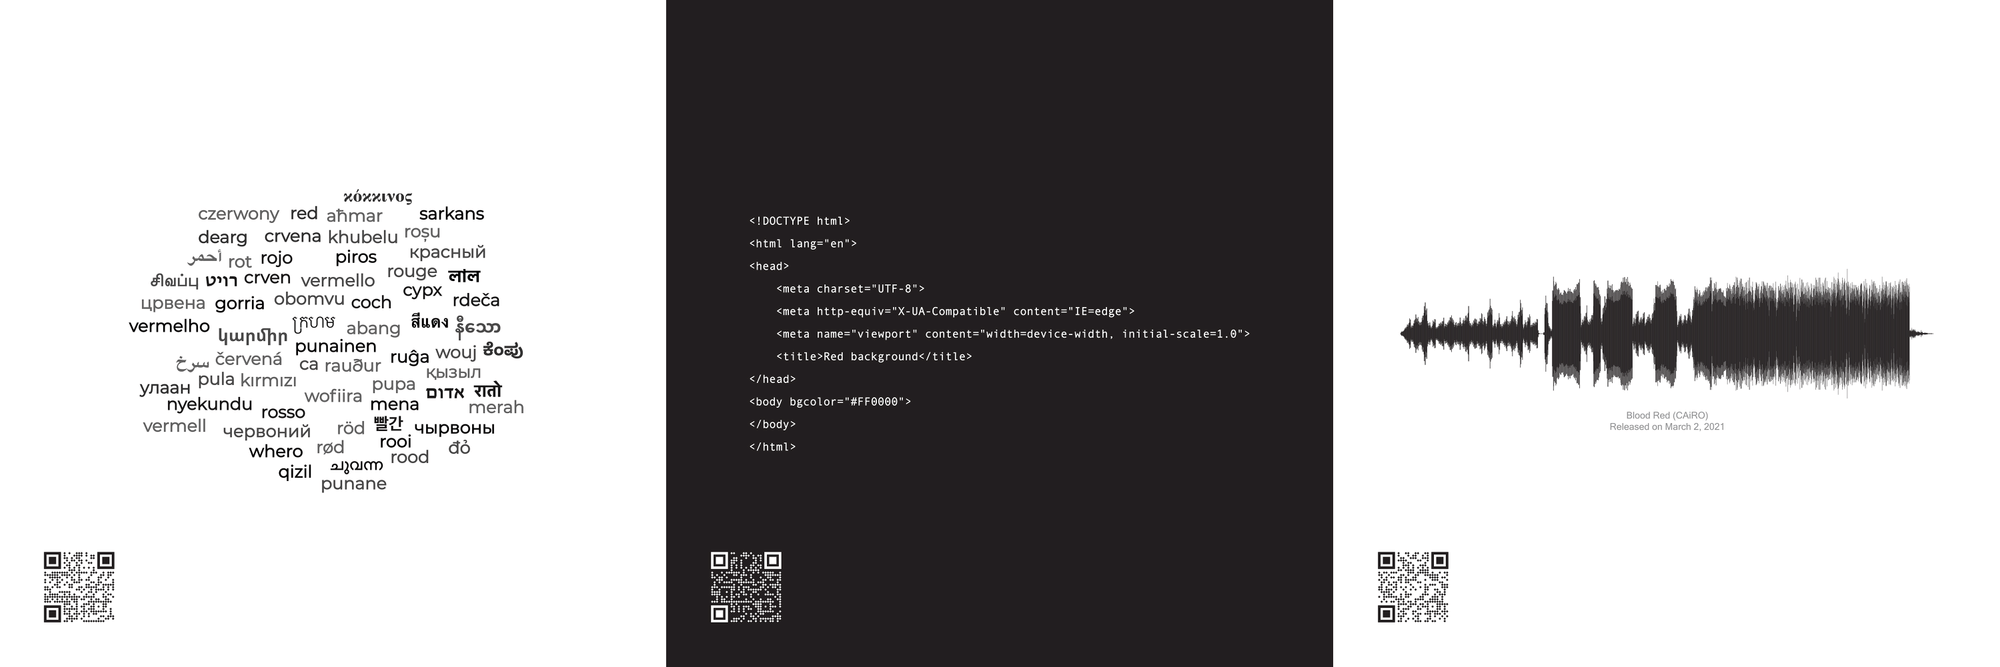 κόκκινος
czerwony red aħmar sarkans
dearg crvena khubelu roșu
أحمر rot rojo piros красный
சிவப்பு רויט crven vermello rouge लाल
црвена gorria obomvu coch сурх rdeča
vermelho կարմիր ក្រហម abang สีแดง နီသော
سرخ červená punainen ca rauður ruĝa wouj ಕೆಂಪು
улаан pula kırmızı wofiira pupa қызыл אדום रातो
nyekundu rosso mena merah
vermell червоний röd 빨간 чырвоны
whero rød rooi rood đỏ
qizil ചുവന്ന
punane
<!DOCTYPE html>
<html lang="en">
<head>
<meta charset="UTF-8">
<meta http-equiv="X-UA-Compatible" content="IE=edge">
<meta name="viewport" content="width=device-width, initial-scale=1.0">
<title>Red background</title>
</head>
<body bgcolor="#FF0000">
</body>
</html>
Blood Red (CAiRO)
Released on March 2, 2021